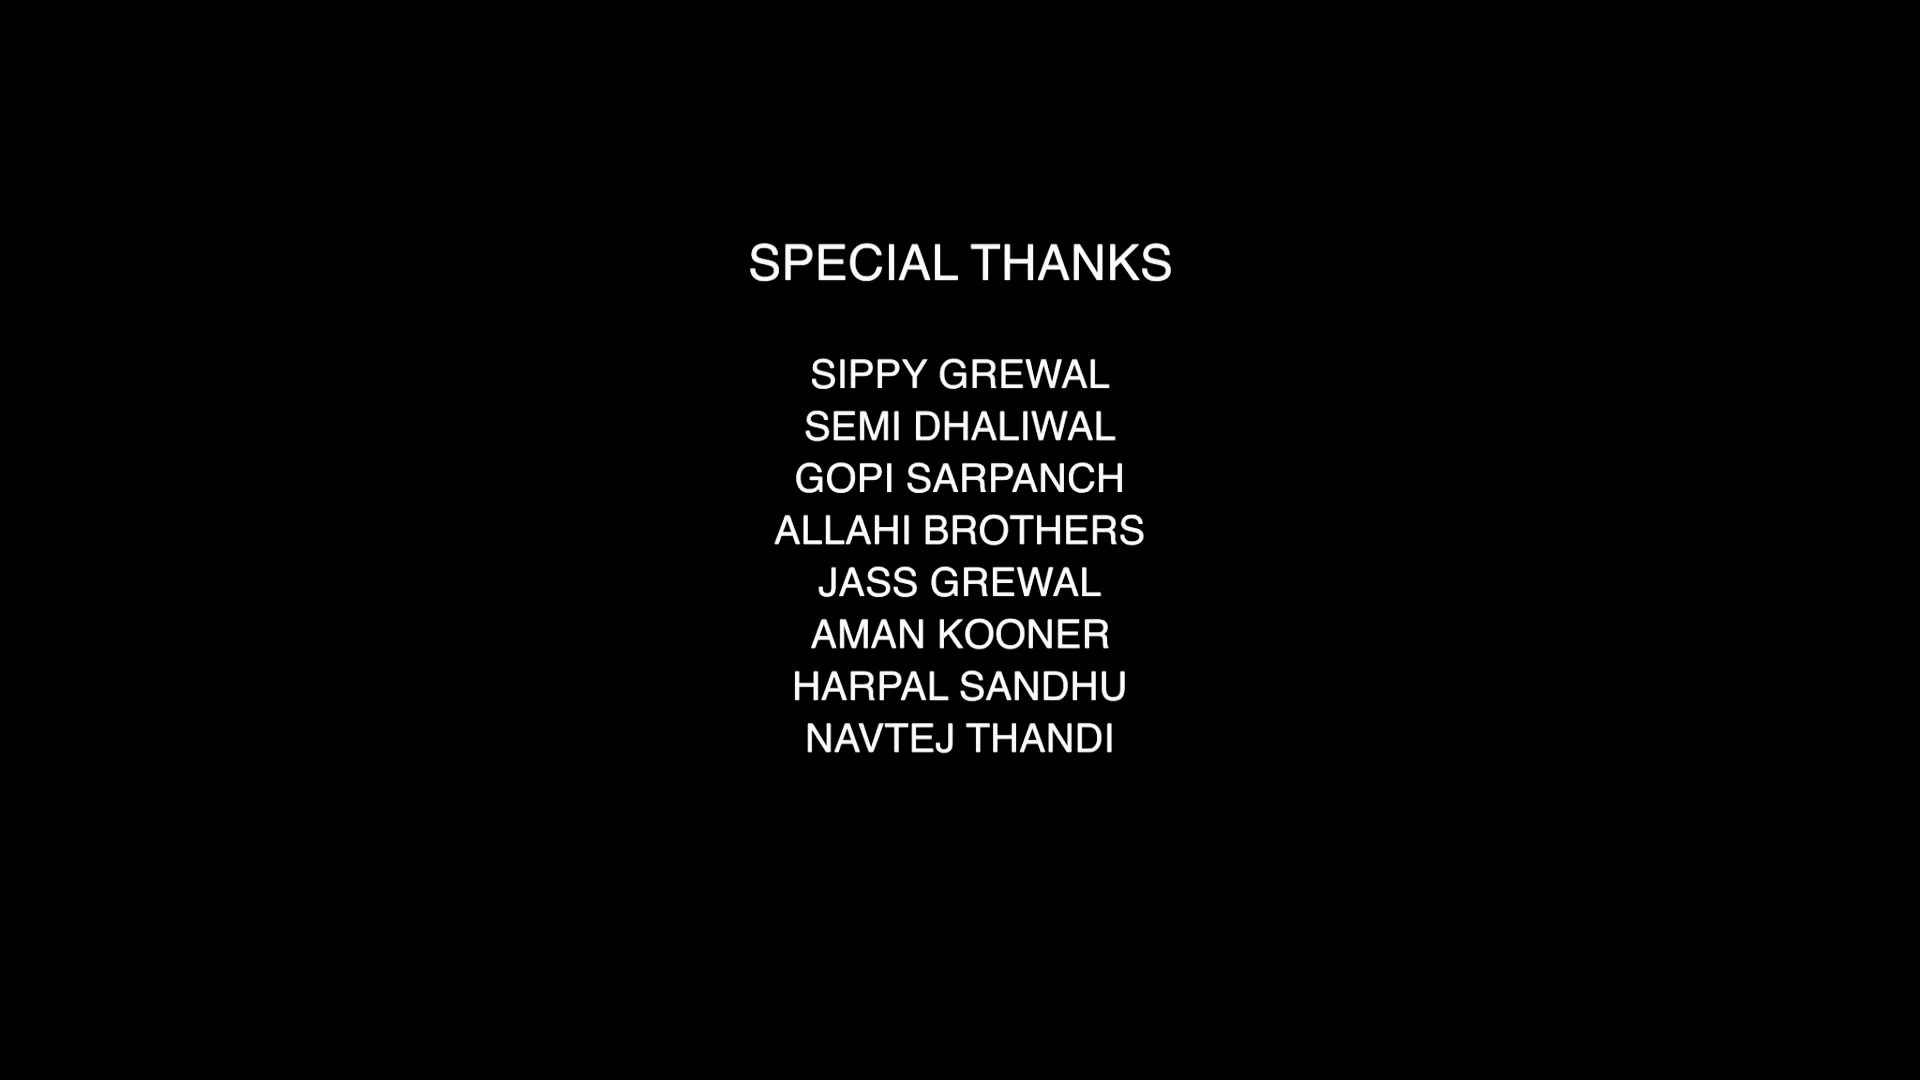 SPECIAL THANKS
SIPPY GREWAL
SEMI DHALIWAL
GOPI SARPANCH
ALLAHI BROTHERS
JASS GREWAL
AMAN KOONER
HARPAL SANDHU
NAVTEJ THANDI